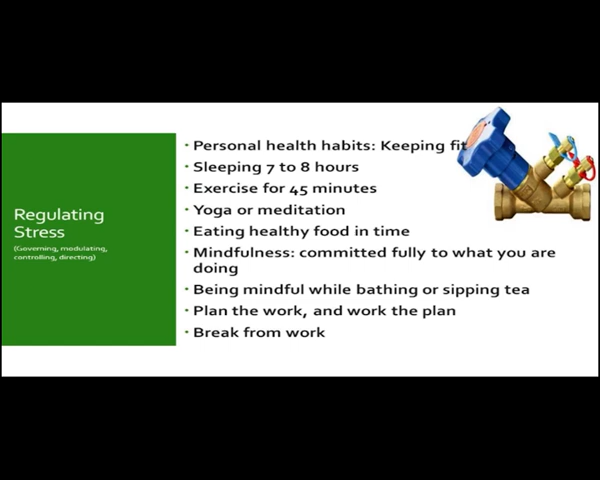 Regulating
Stress
(Governing, modulating,
controlling, directing)
• Personal health habits: Keeping fit
• Sleeping 7 to 8 hours
• Exercise for 45 minutes
• Yoga or meditation
• Eating healthy food in time
• Mindfulness: committed fully to what you are
doing
• Being mindful while bathing or sipping tea
• Plan the work, and work the plan
• Break from work